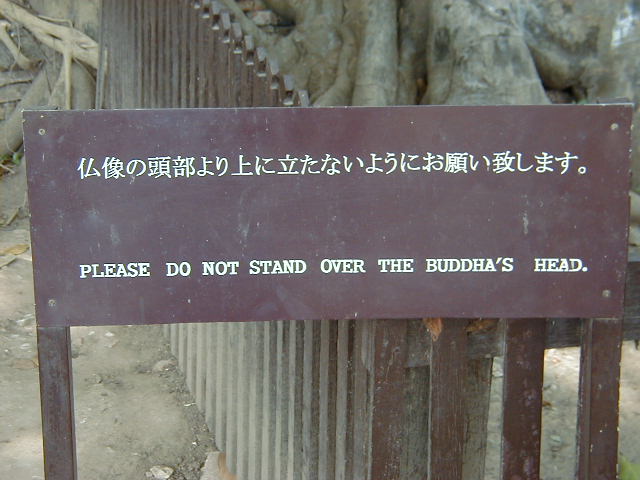 仏像の頭部より上に立たないようにお願い致します。
PLEASE DO NOT STAND OVER THE BUDDHA'S HEAD.